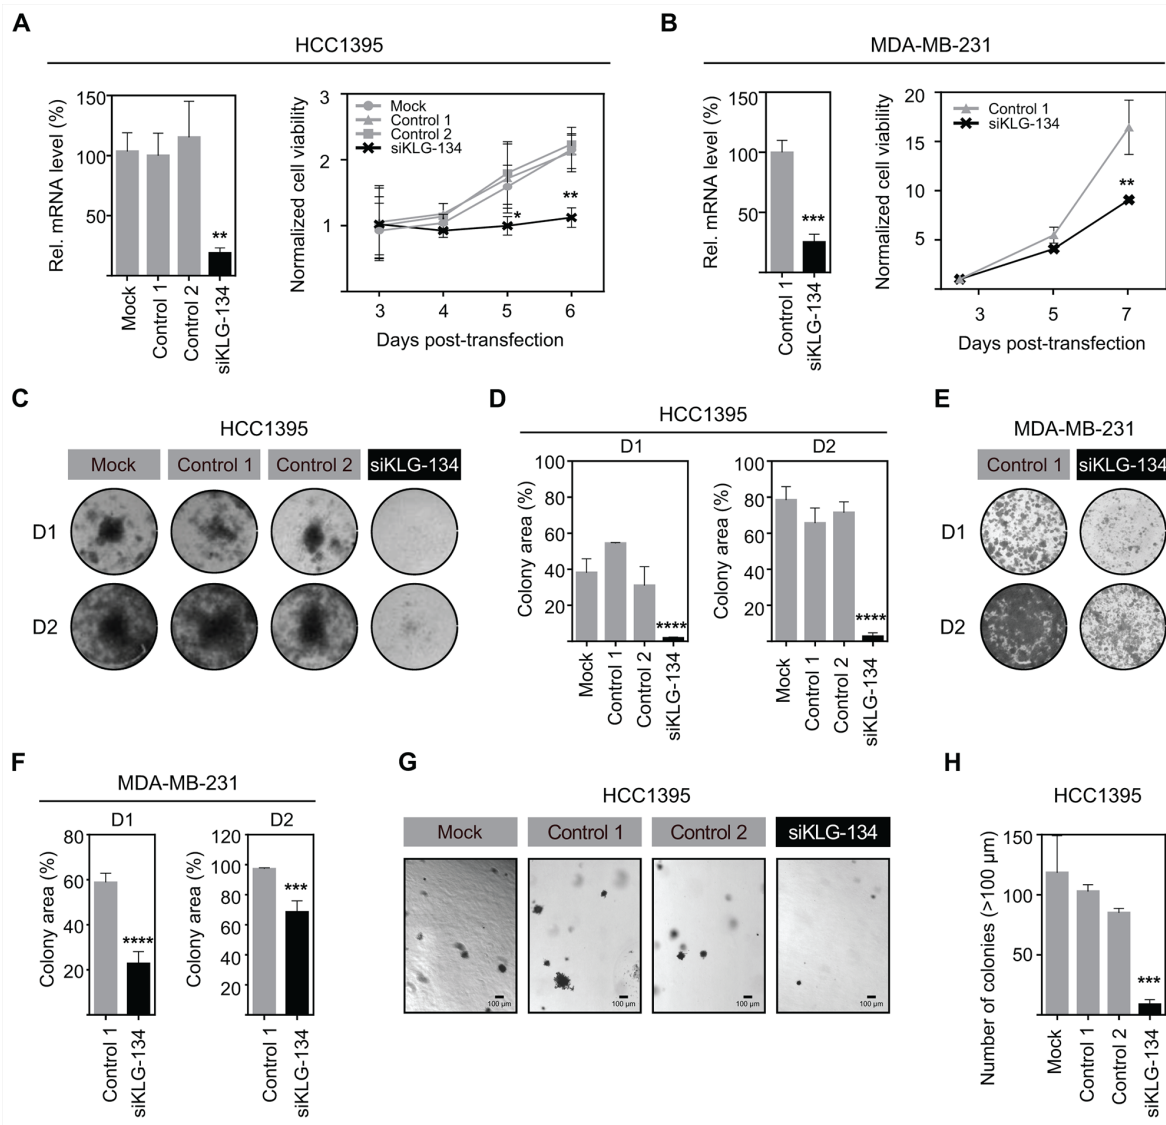 A
HCC1395
Rel. mRNA level (%)
150
100
50
**
Mock
Control 1
Control 2
siKLG-134
Normalized cell viability
3
2
1
Mock
Control 1
Control 2
siKLG-134
*
**
3 4 5 6
Days post-transfection
B
MDA-MB-231
Rel. mRNA level (%)
150
100
50
***
Control 1
siKLG-134
Normalized cell viability
20
15
10
5
Control 1
siKLG-134
**
3 5 7
Days post-transfection
C
HCC1395
Mock Control 1 Control 2 siKLG-134
D1
D2
D
HCC1395
D1
Colony area (%)
100
80
60
40
20
****
Mock
Control 1
Control 2
siKLG-134
D2
Colony area (%)
100
80
60
40
20
****
Mock
Control 1
Control 2
siKLG-134
E
MDA-MB-231
Control 1 siKLG-134
D1
D2
F
MDA-MB-231
D1
Colony area (%)
80
60
40
20
****
Control 1
siKLG-134
D2
Colony area (%)
120
100
80
60
40
20
***
Control 1
siKLG-134
G
HCC1395
Mock Control 1 Control 2 siKLG-134
100 µm 100 µm 100 µm 100 µm
H
HCC1395
Number of colonies (>100 µm)
150
100
50
***
Mock
Control 1
Control 2
siKLG-134